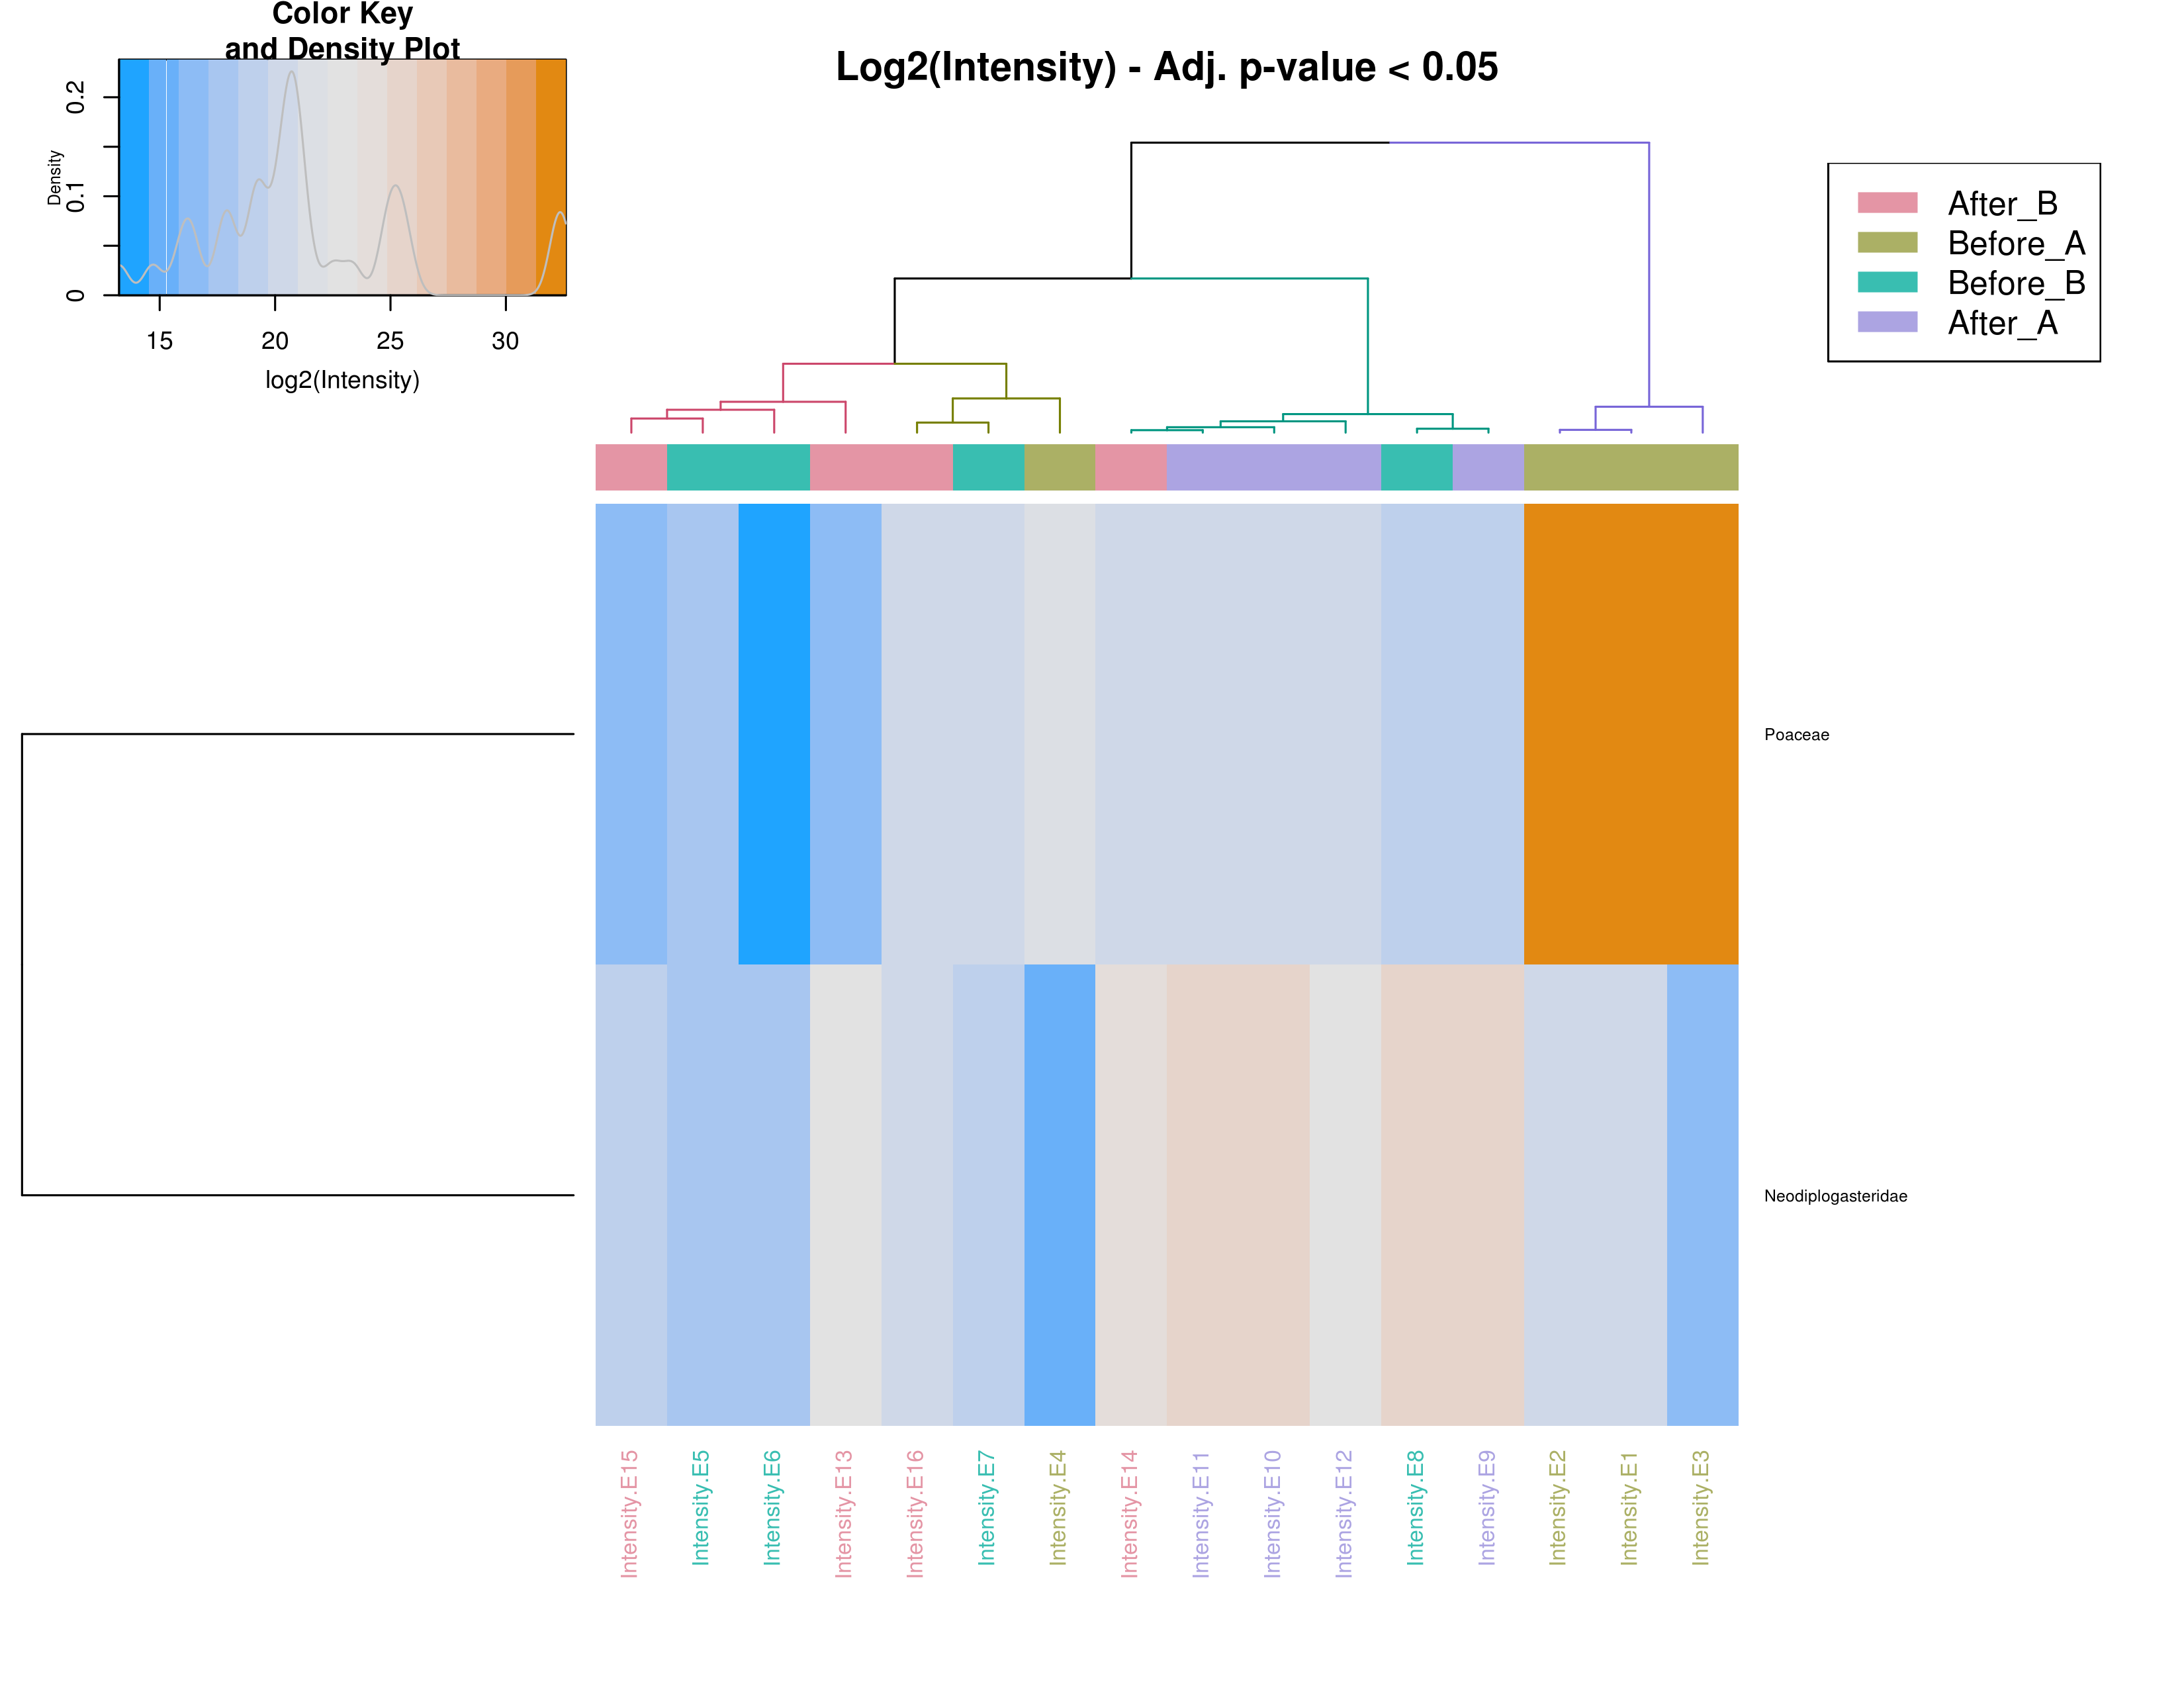 Color Key
and Density Plot
Log2(Intensity) - Adj. p-value < 0.05
Density
0
0.1
0.2
15 20 25 30
log2(Intensity)
After_B
Before_A
Before_B
After_A
Poaceae
Neodiplogasteridae
Intensity.E15
Intensity.E5
Intensity.E6
Intensity.E13
Intensity.E16
Intensity.E7
Intensity.E4
Intensity.E14
Intensity.E11
Intensity.E10
Intensity.E12
Intensity.E8
Intensity.E9
Intensity.E2
Intensity.E1
Intensity.E3